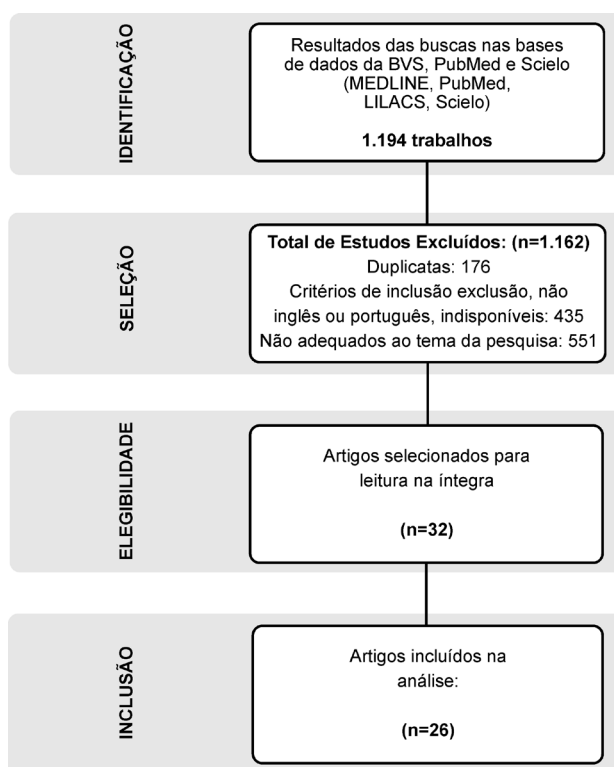 IDENTIFICAÇÃO
Resultados das buscas nas bases
de dados da BVS, PubMed e Scielo
(MEDLINE, PubMed,
LILACS, Scielo)
1.194 trabalhos
SELEÇÃO
Total de Estudos Excluídos: (n=1.162)
Duplicatas: 176
Critérios de inclusão exclusão, não
inglês ou português, indisponíveis: 435
Não adequados ao tema da pesquisa: 551
ELEGIBILIDADE
Artigos selecionados para
leitura na íntegra
(n=32)
INCLUSÃO
Artigos incluídos na
análise:
(n=26)